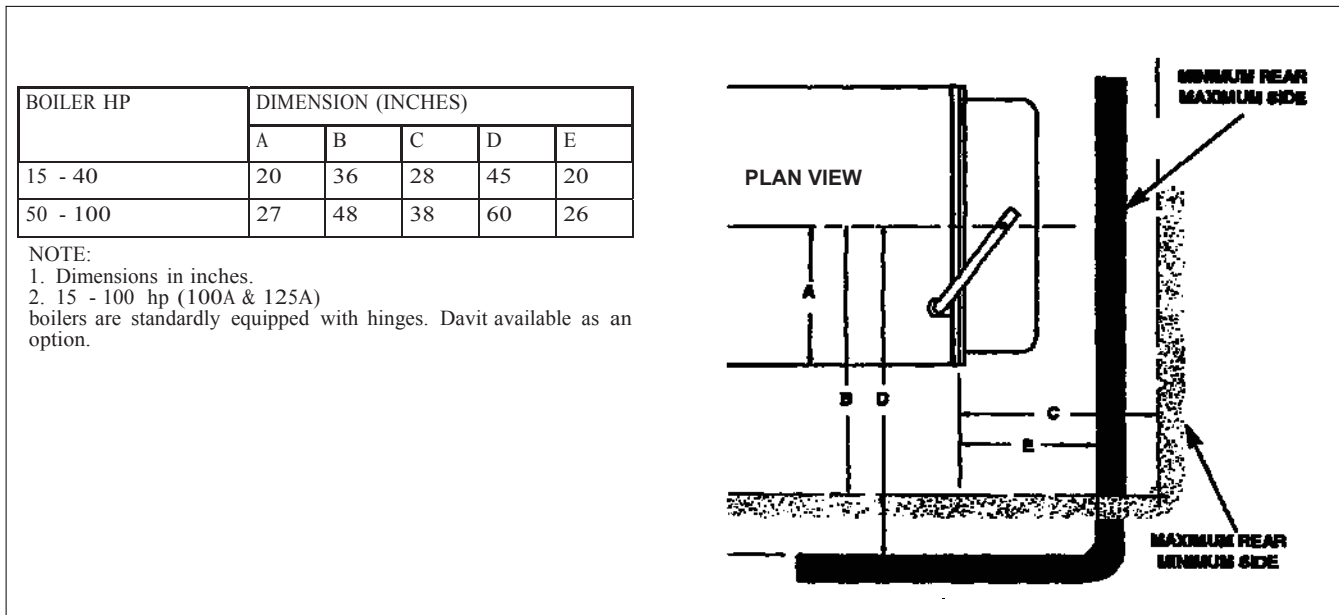 BOILER HP DIMENSION (INCHES)
A B C D E
15 - 40 20 36 28 45 20
50 - 100 27 48 38 60 26
NOTE:
1. Dimensions in inches.
2. 15 - 100 hp (100A & 125A)
boilers are standardly equipped with hinges. Davit available as an
option.
MINIMUM REAR
MAXIMUM SIDE
PLAN VIEW
A
B D
C
E
MAXIMUM REAR
MINIMUM SIDE